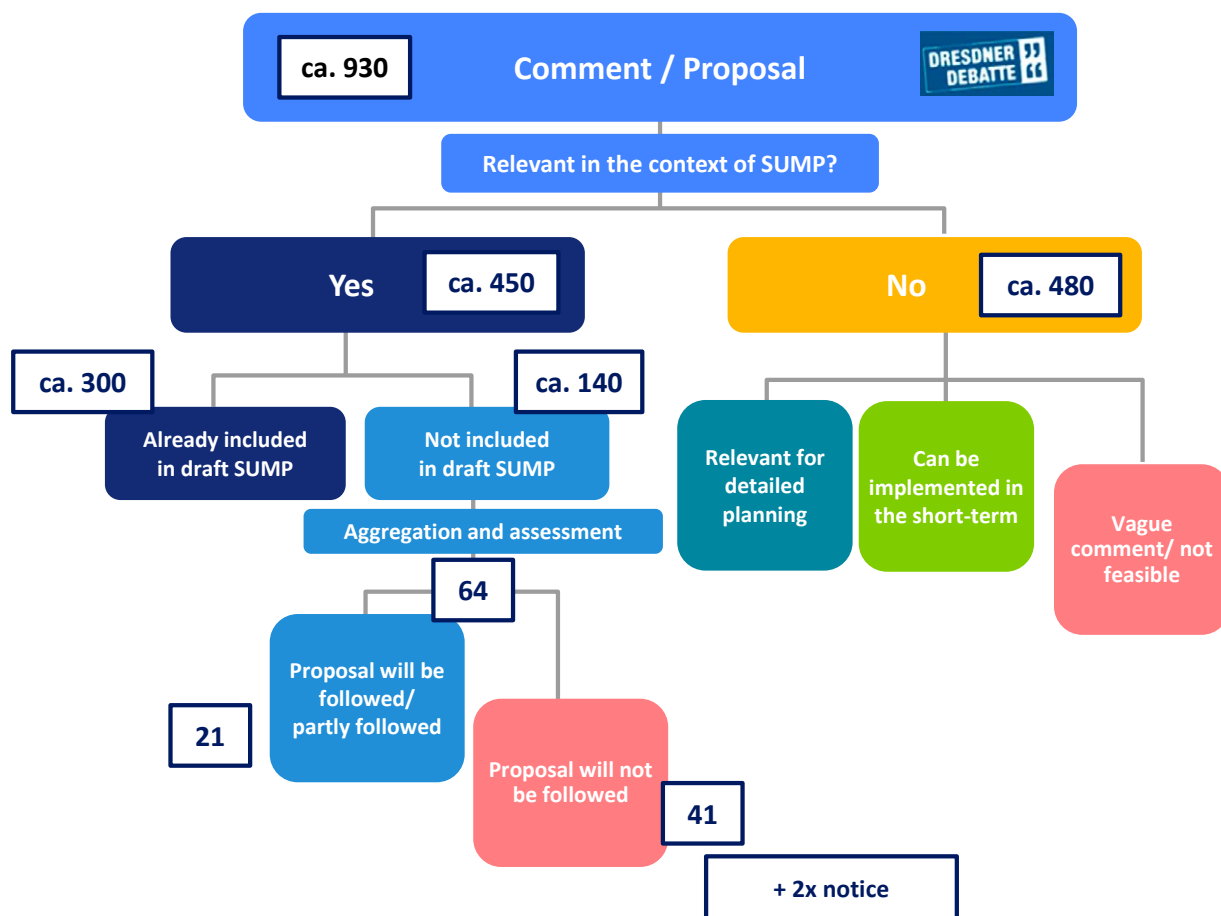 ca. 930
Comment / Proposal
DRESDNER
DEBATTE
Relevant in the context of SUMP?
Yes
ca. 450
No
ca. 480
ca. 300
ca. 140
Already included
in draft SUMP
Not included
in draft SUMP
Relevant for
detailed
planning
Can be
implemented in
the short-term
Vague
comment/ not
feasible
Aggregation and assessment
64
Proposal will be
followed/
partly followed
21
Proposal will not
be followed
41
+ 2x notice